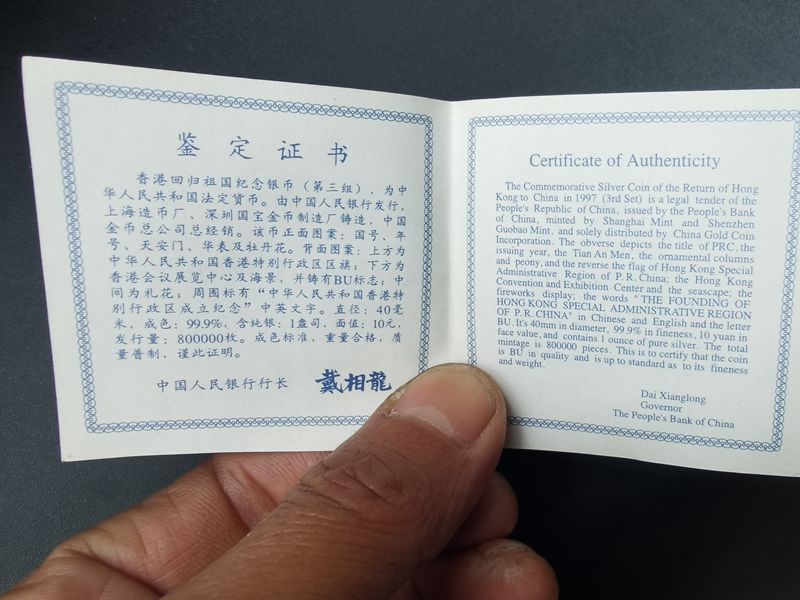 鉴定证书
香港回归祖国纪念银币（第三组），为中
华人民共和国法定货币。由中国人民银行发行，
上海造币厂、深圳国宝金币制造厂铸造，中国
金币总公司总经销。该币正面图案：国号、年
号、天安门、华表及牡丹花。背面图案：上方为
中华人民共和国香港特别行政区区旗；下方为
香港会议展览中心及海景，并铸有BU标志；中
间为礼花；周围标有“中华人民共和国香港特
别行政区成立纪念”中英文字。直径：40毫
米，成色：99.9%，含纯银：1盎司，面值：10元，
发行量：800000枚。成色标准，重量合格，质
量普制，谨此证明。
中国人民银行行长 戴相龍
Certificate of Authenticity
The Commemorative Silver Coin of the Return of Hong
Kong to China in 1997 (3rd Set) is a legal tender of the
People's Republic of China, issued by the People's Bank
of China, minted by Shanghai Mint and Shenzhen
Guobao Mint, and solely distributed by China Gold Coin
Incorporation. The obverse depicts the title of PRC, the
issuing year, the Tian An Men, the ornamental columns
and peony, and the reverse the flag of Hong Kong Special
Administrative Region of P. R. China; the Hong Kong
Convention and Exhibition Center and the seascape; the
fireworks display; the words "THE FOUNDING OF
HONG KONG SPECIAL ADMINISTRATIVE REGION
OF P. R. CHINA" in Chinese and English and the letter
BU. It's 40mm in diameter, 99.9% in fineness, 10 yuan in
face value, and contains 1 ounce of pure silver. The total
mintage is 800000 pieces. This is to certify that the coin
is BU in quality and is up to standard as to its fineness
and weight.
Dai Xianglong
Governor
The People's Bank of China